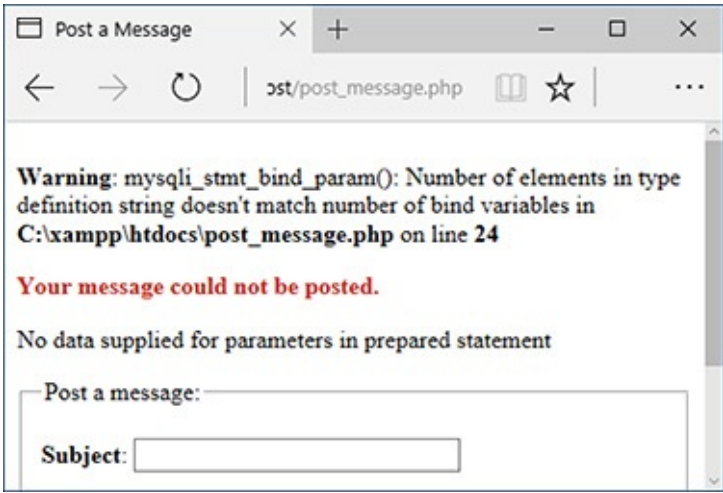 Post a Message
ost/post_message.php
Warning: mysqli_stmt_bind_param(): Number of elements in type
definition string doesn't match number of bind variables in
C:\xampp\htdocs\post_message.php on line 24
Your message could not be posted.
No data supplied for parameters in prepared statement
Post a message:
Subject: